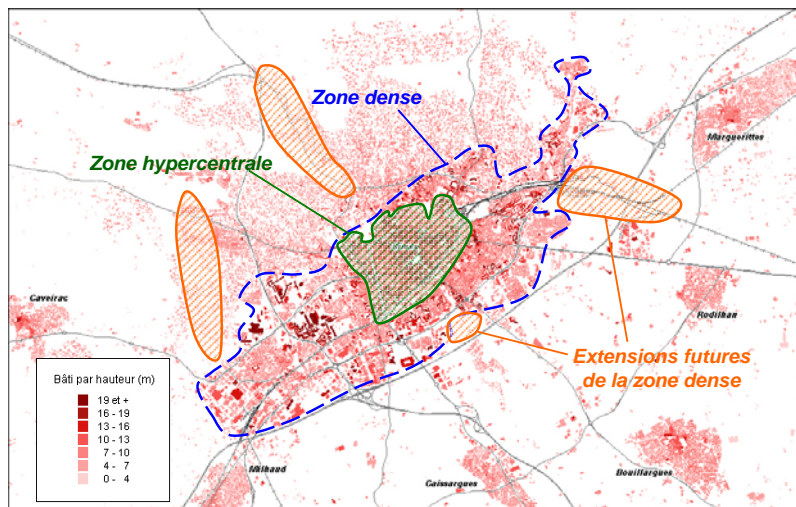 Zone dense
Marguerittes
Zone hypercentrale
Caveirac
Rodilhan
Extensions futures
de la zone dense
Bâti par hauteur (m)
19 et +
16 - 19
13 - 16
10 - 13
7 - 10
4 - 7
0 - 4
Milhaud
Caissargues
Bouillargues